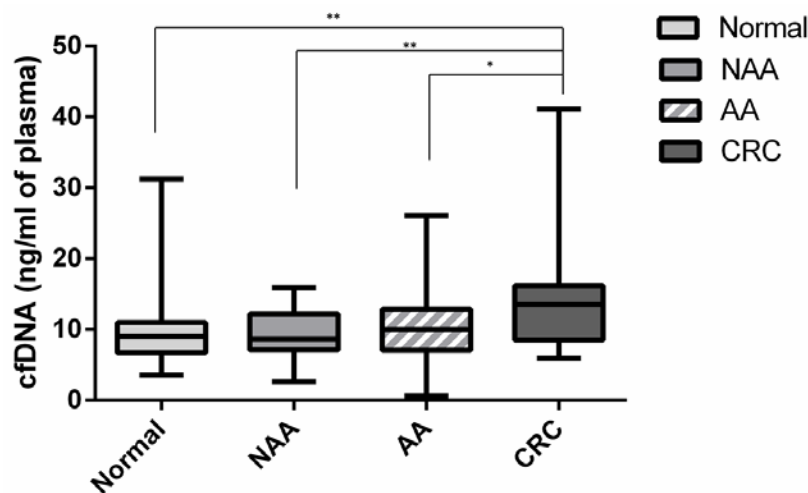 **
**
*
50
40
30
20
10
0
cfDNA (ng/ml of plasma)
Normal
NAA
AA
CRC
Normal
NAA
AA
CRC